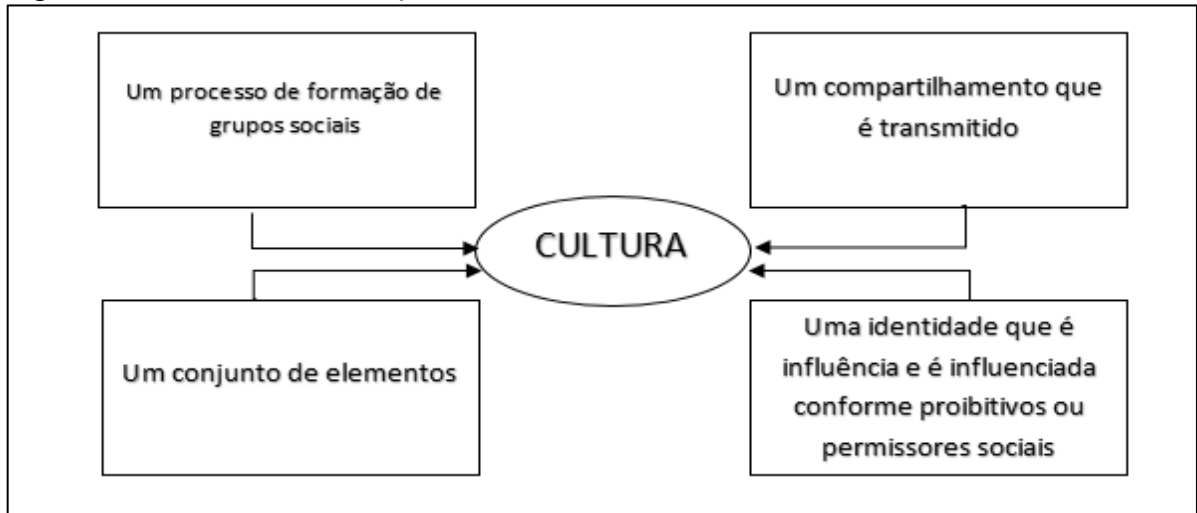 Um processo de formação de
grupos sociais
Um compartilhamento que
é transmitido
CULTURA
Um conjunto de elementos
Uma identidade que é
influência e é influenciada
conforme proibitivos ou
permissores sociais